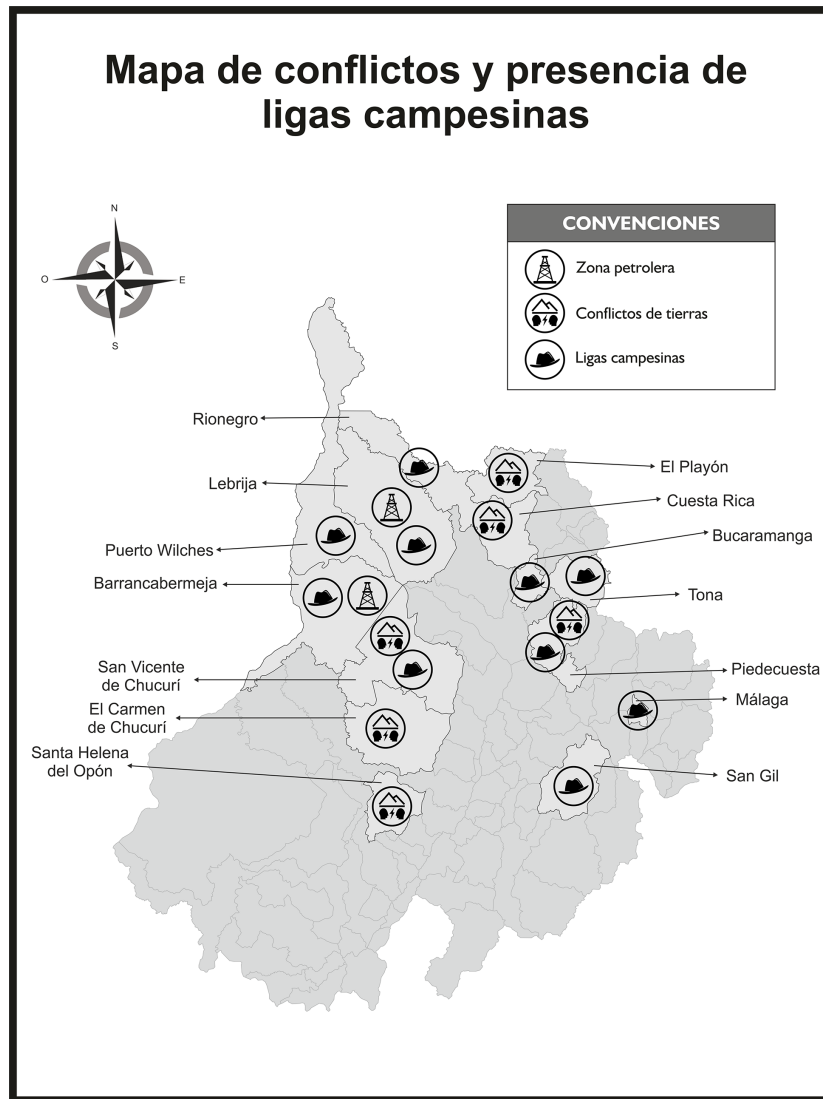 Mapa de conflictos y presencia de
ligas campesinas
N
O
E
S
CONVENCIONES
Zona petrolera
Conflictos de tierras
Ligas campesinas
Rionegro
Lebrija
Puerto Wilches
Barrancabermeja
San Vicente
de Chucurí
El Carmen
de Chucurí
Santa Helena
del Opón
El Playón
Cuesta Rica
Bucaramanga
Tona
Piedecuesta
Málaga
San Gil